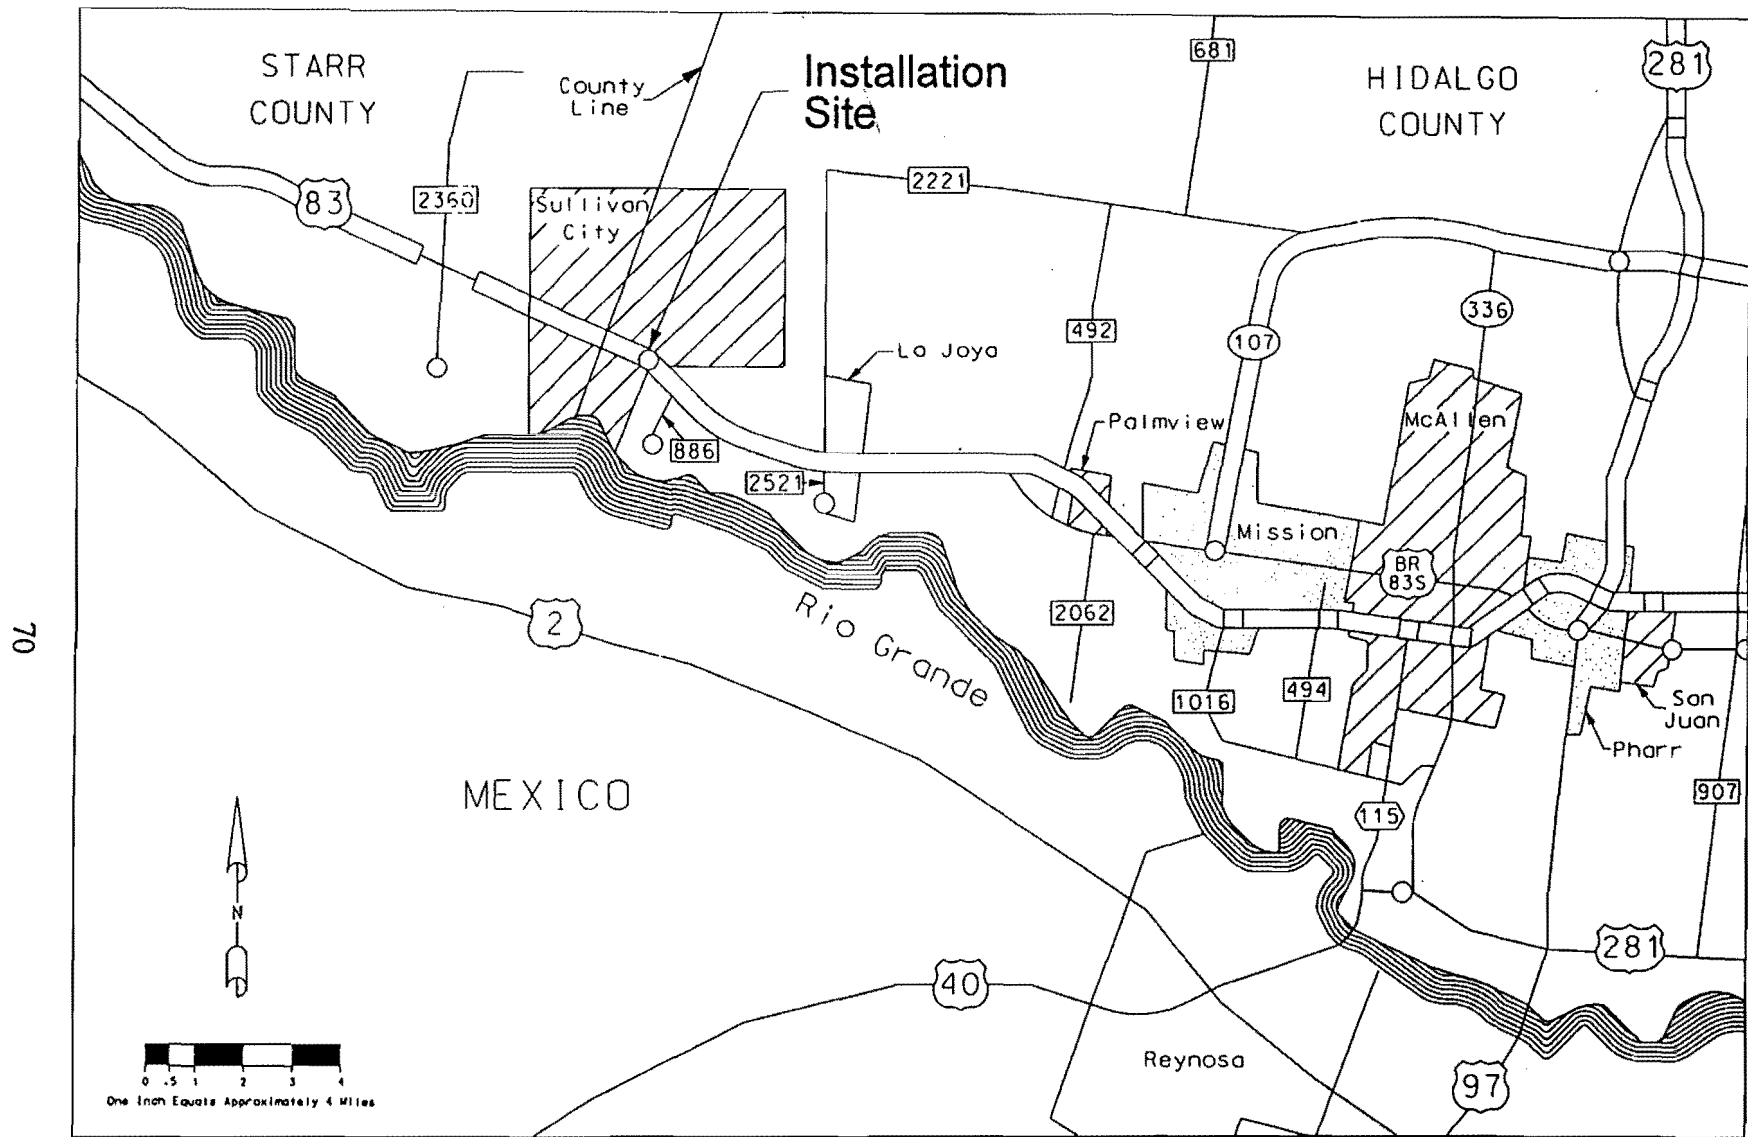 STARR
COUNTY
County
Line
Installation
Site
681
HIDALGO
COUNTY
281
83
2360
Sullivan
City
2221
492
107
336
La Joya
Palmview
McAllen
886
2521
Mission
BR
83S
2
Rio Grande
2062
1016
494
San
Juan
Pharr
70
MEXICO
115
907
N
281
40
Reynosa
97
0 .5 1 2 3 4
One Inch Equals Approximately 4 Miles